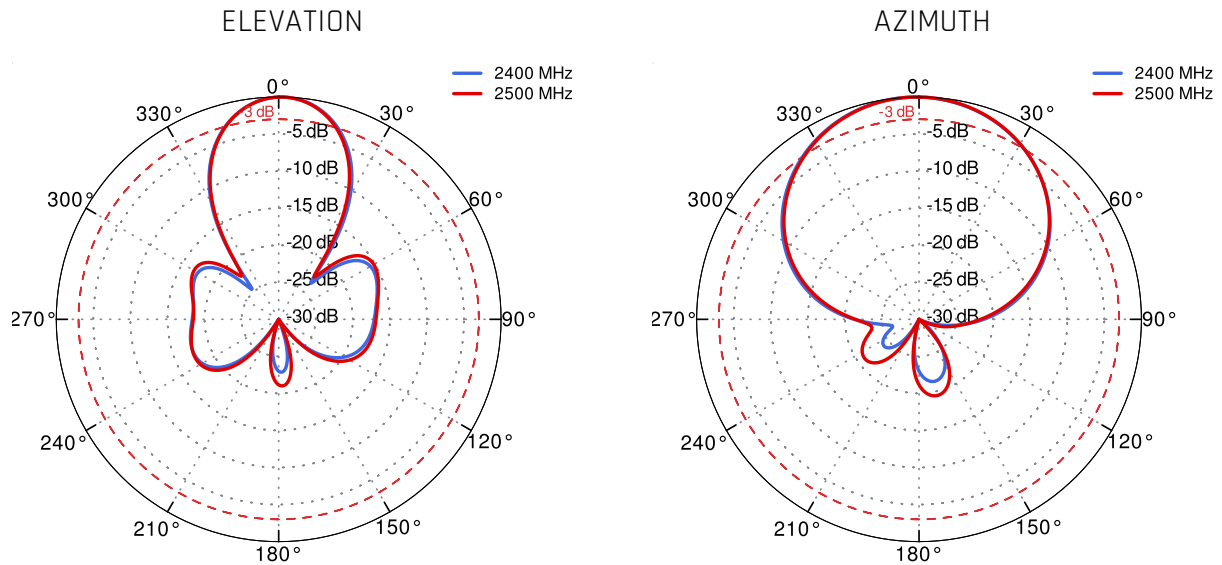 ELEVATION
2400 MHz
2500 MHz
0°
3 dB
330°
30°
-5 dB
-10 dB
300°
60°
-15 dB
-20 dB
-25 dB
-30 dB
270°
90°
240°
120°
210°
150°
180°
AZIMUTH
2400 MHz
2500 MHz
0°
-3 dB
330°
30°
-5 dB
-10 dB
300°
60°
-15 dB
-20 dB
-25 dB
-30 dB
270°
90°
240°
120°
210°
150°
180°